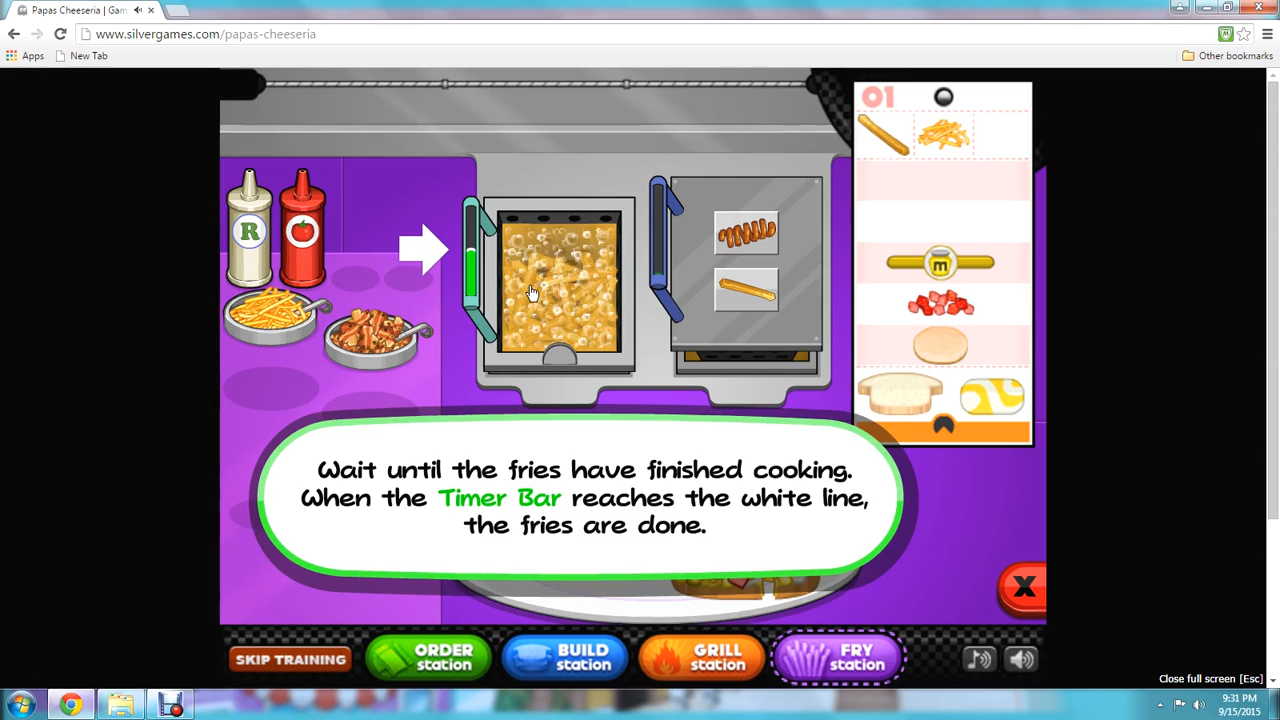 Papas Cheeseria | Gam
www.silvergames.com/papas-cheeseria
Apps
New Tab
Other bookmarks
01
R
m
Wait until the fries have finished cooking.
When the Timer Bar reaches the white line,
the fries are done.
X
SKIP TRAINING
ORDER
station
BUILD
station
GRILL
station
FRY
station
Close full screen [Esc]
9:31 PM
9/15/2015